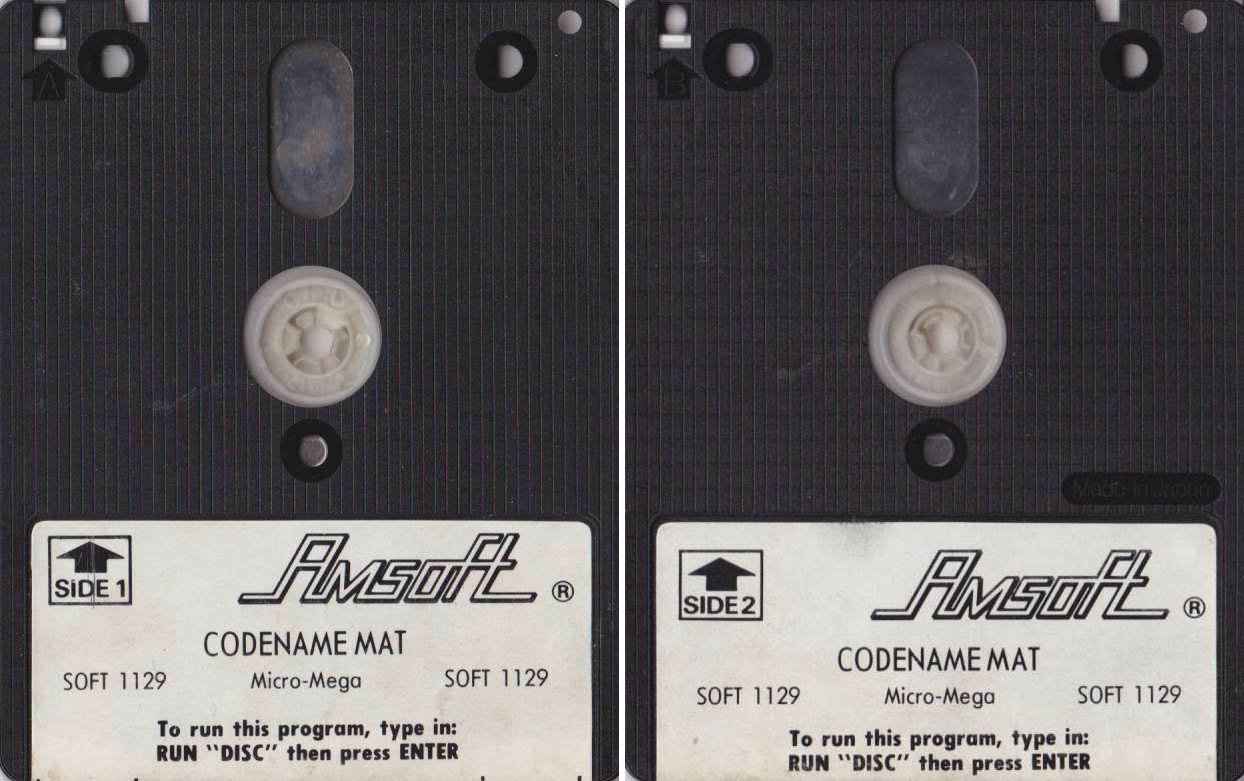 A
SIDE 1
Amsoft ®
CODENAME MAT
SOFT 1129 Micro-Mega SOFT 1129
To run this program, type in:
RUN "DISC" then press ENTER
B
Made in Japan
SIDE 2
Amsoft ®
CODENAME MAT
SOFT 1129 Micro-Mega SOFT 1129
To run this program, type in:
RUN "DISC" then press ENTER